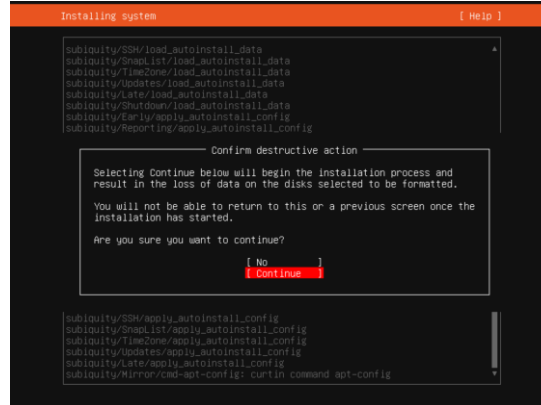 Installing system [ Help ]
subiquity/SSH/load_autoinstall_data
subiquity/SnapList/load_autoinstall_data
subiquity/TimeZone/load_autoinstall_data
subiquity/Updates/load_autoinstall_data
subiquity/Late/load_autoinstall_data
subiquity/Shutdown/load_autoinstall_data
subiquity/Early/apply_autoinstall_config
subiquity/Reporting/apply_autoinstall_config
Confirm destructive action
Selecting Continue below will begin the installation process and
result in the loss of data on the disks selected to be formatted.
You will not be able to return to this or a previous screen once the
installation has started.
Are you sure you want to continue?
[ No ]
[ Continue ]
subiquity/SSH/apply_autoinstall_config
subiquity/SnapList/apply_autoinstall_config
subiquity/TimeZone/apply_autoinstall_config
subiquity/Updates/apply_autoinstall_config
subiquity/Late/apply_autoinstall_config
subiquity/Mirror/cmd-apt-config: curtin command apt-config